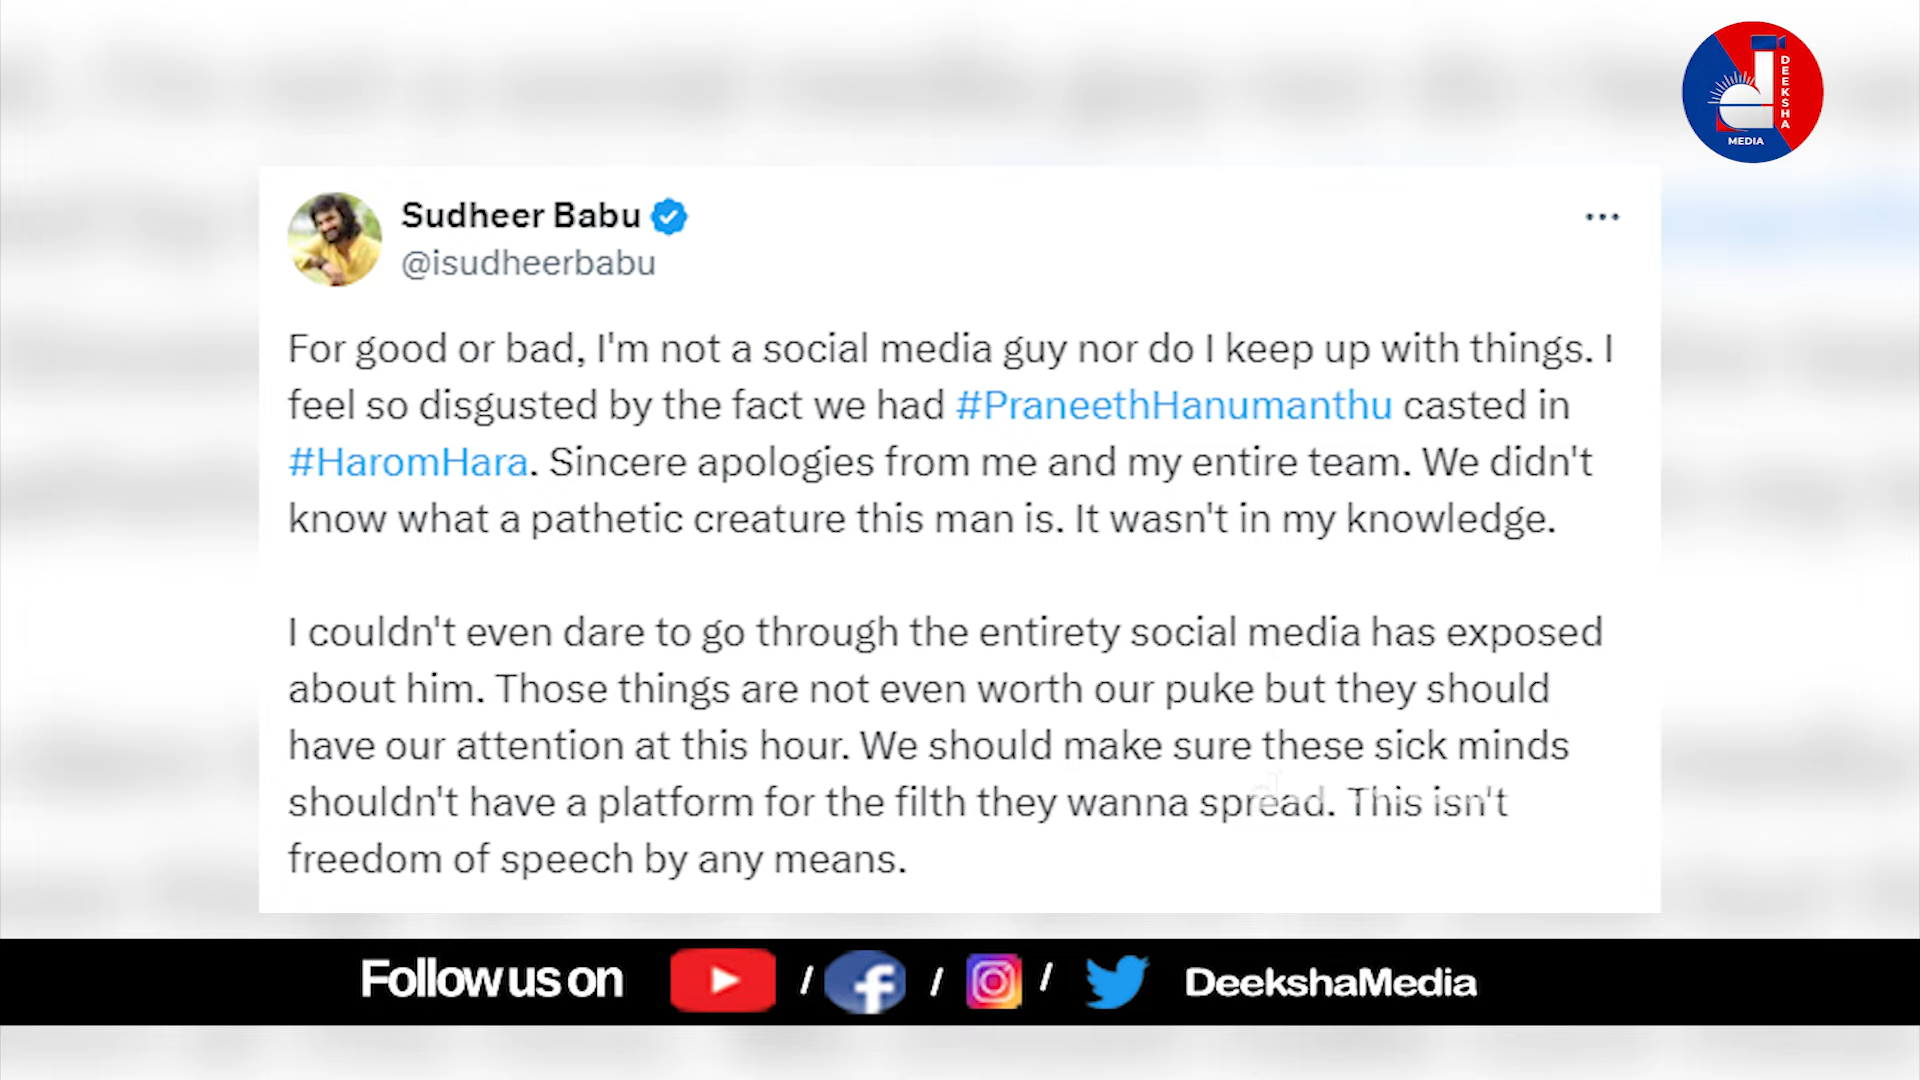 DEEKSHA
MEDIA
Sudheer Babu
@isudheerbabu
For good or bad, I'm not a social media guy nor do I keep up with things. I
feel so disgusted by the fact we had #PraneethHanumanthu casted in
#HaromHara. Sincere apologies from me and my entire team. We didn't
know what a pathetic creature this man is. It wasn't in my knowledge.
I couldn't even dare to go through the entirety social media has exposed
about him. Those things are not even worth our puke but they should
have our attention at this hour. We should make sure these sick minds
shouldn't have a platform for the filth they wanna spread. This isn't
freedom of speech by any means.
Follow us on / / / DeekshaMedia